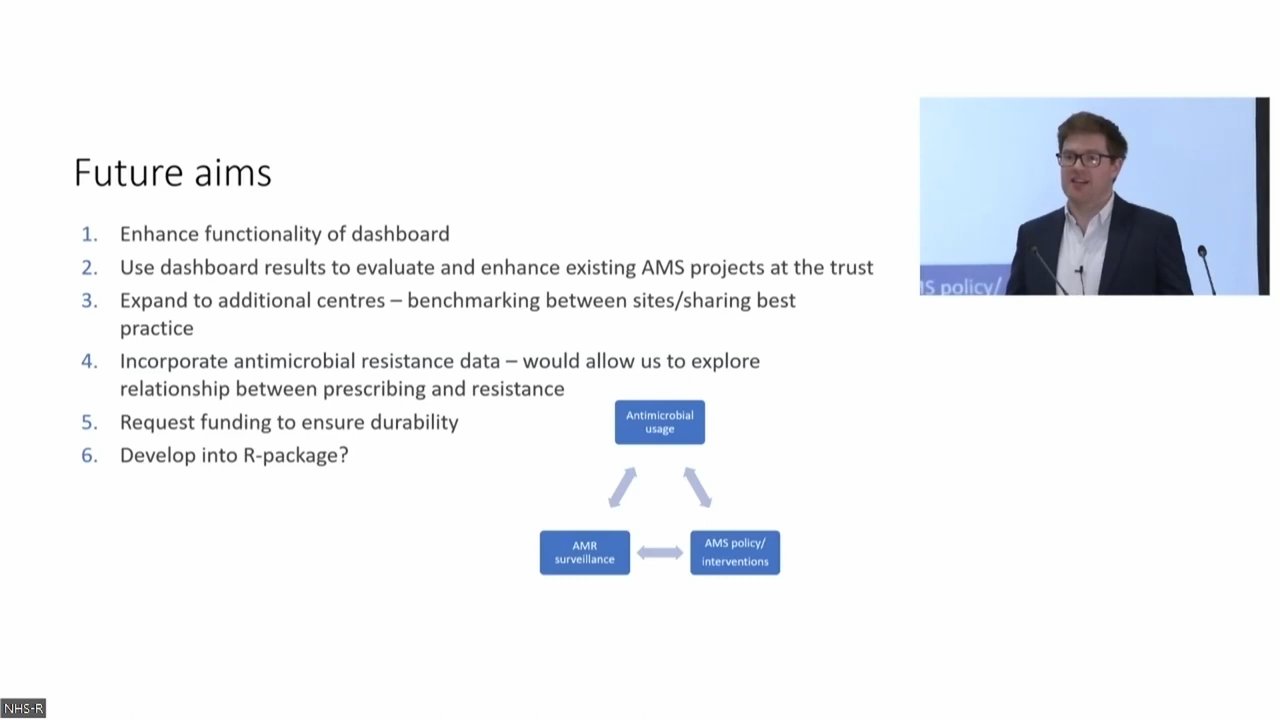 Future aims
1. Enhance functionality of dashboard
2. Use dashboard results to evaluate and enhance existing AMS projects at the trust
3. Expand to additional centres – benchmarking between sites/sharing best
practice
4. Incorporate antimicrobial resistance data – would allow us to explore
relationship between prescribing and resistance
5. Request funding to ensure durability
6. Develop into R-package?
Antimicrobial
usage
AMR
surveillance
AMS policy/
interventions
IS policy/
NHS-R